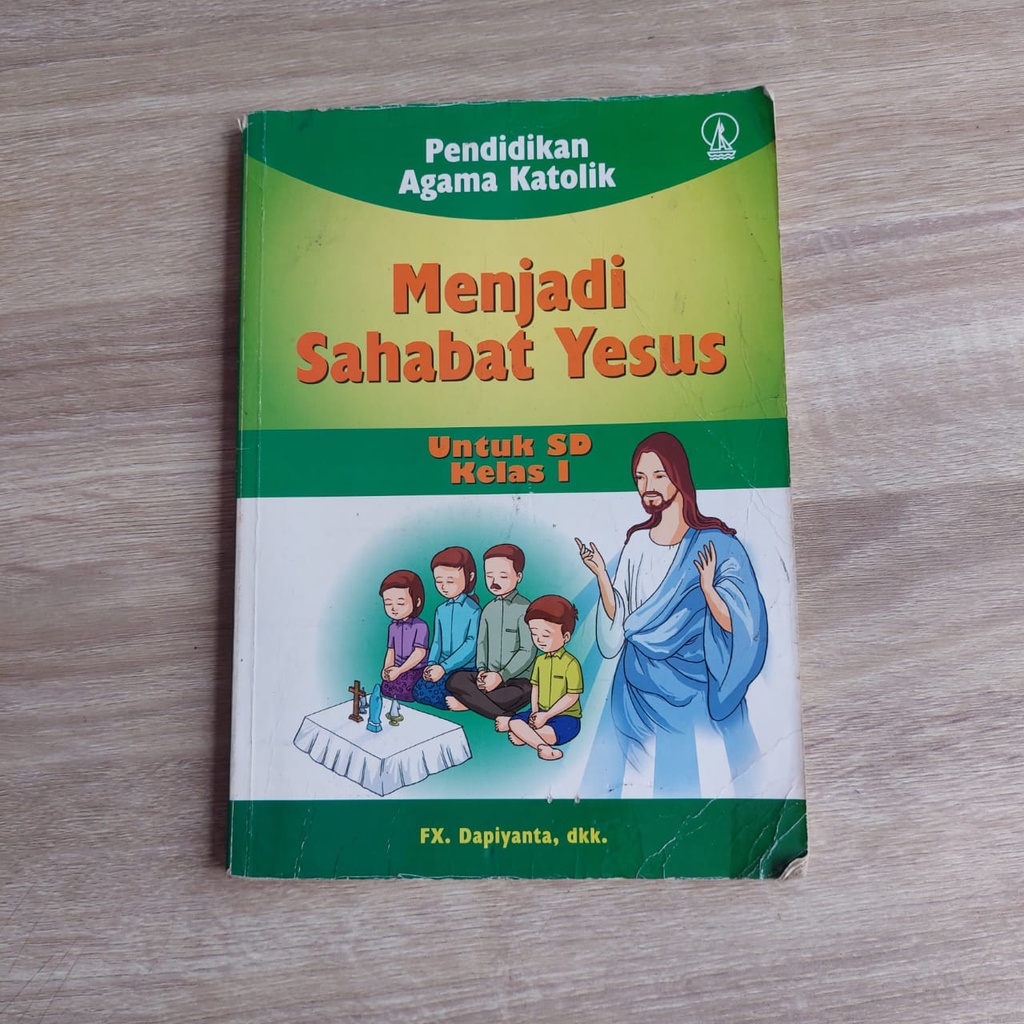 Pendidikan
Agama Katolik
Menjadi
Sahabat Yesus
Untuk SD
Kelas I
FX. Dapiyanta, dkk.